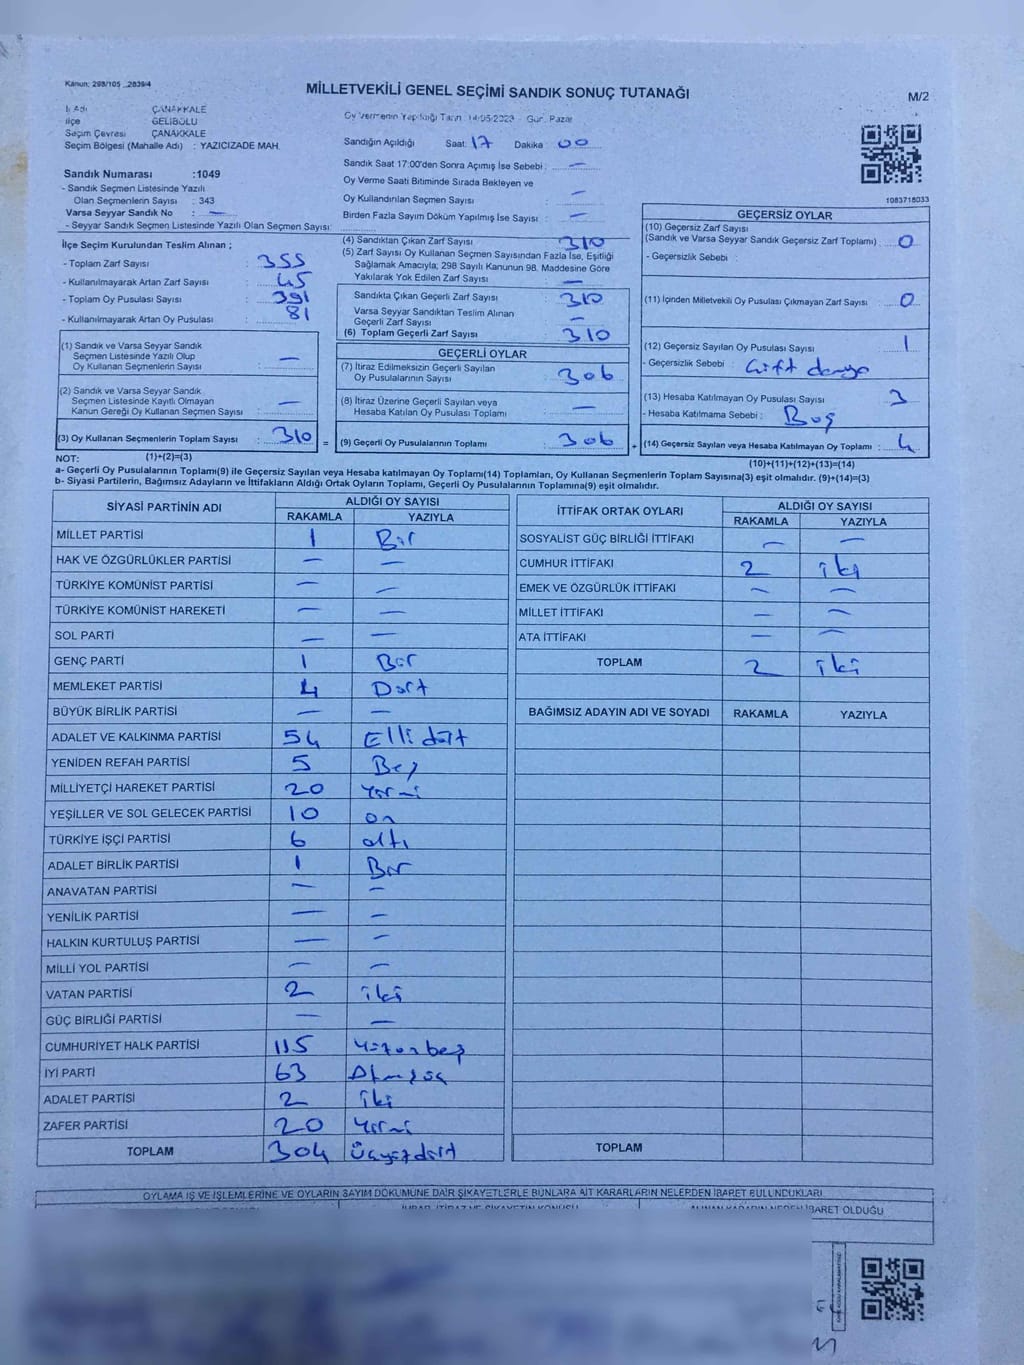 Kanun: 298/105 _2839/4
MİLLETVEKİLİ GENEL SEÇİMİ SANDIK SONUÇ TUTANAĞI
M/2
İl Adı ÇANAKKALE
İlçe GELİBOLU
Seçim Çevresi ÇANAKKALE
Seçim Bölgesi (Mahalle Adı) : YAZICIZADE MAH.
Oy Vermenin Yapıldığı Tarih 14/05/2023 - Gün: Pazar
Sandığın Açıldığı Saat: 17 Dakika 00
Sandık Saat 17:00'den Sonra Açımış İse Sebebi : —
Oy Verme Saati Bitiminde Sırada Bekleyen ve
Oy Kullandırılan Seçmen Sayısı : —
Birden Fazla Sayım Döküm Yapılmış İse Sayısı : —
Sandık Numarası :1049
- Sandık Seçmen Listesinde Yazılı
Olan Seçmenlerin Sayısı : 343
Varsa Seyyar Sandık No : —
- Seyyar Sandık Seçmen Listesinde Yazılı Olan Seçmen Sayısı:
1083718033
İlçe Seçim Kurulundan Teslim Alınan ;
- Toplam Zarf Sayısı : 355
- Kullanılmayarak Artan Zarf Sayısı : 45
- Toplam Oy Pusulası Sayısı : 391
- Kullanılmayarak Artan Oy Pusulası : 81
(1) Sandık ve Varsa Seyyar Sandık
Seçmen Listesinde Yazılı Olup
Oy Kullanan Seçmenlerin Sayısı : —
(2) Sandık ve Varsa Seyyar Sandık
Seçmen Listesinde Kayıtlı Olmayan
Kanun Gereği Oy Kullanan Seçmen Sayısı : —
(3) Oy Kullanan Seçmenlerin Toplam Sayısı : 310 =
(1)+(2)=(3)
(4) Sandıktan Çıkan Zarf Sayısı : 310
(5) Zarf Sayısı Oy Kullanan Seçmen Sayısından Fazla İse, Eşitliği
Sağlamak Amacıyla; 298 Sayılı Kanunun 98. Maddesine Göre
Yakılarak Yok Edilen Zarf Sayısı : —
Sandıkta Çıkan Geçerli Zarf Sayısı : 310
Varsa Seyyar Sandıktan Teslim Alınan
Geçerli Zarf Sayısı : —
(6) Toplam Geçerli Zarf Sayısı : 310
GEÇERLİ OYLAR
(7) İtiraz Edilmeksizin Geçerli Sayılan
Oy Pusulalarının Sayısı : 306
(8) İtiraz Üzerine Geçerli Sayılan veya
Hesaba Katılan Oy Pusulası Toplamı : —
(9) Geçerli Oy Pusulalarının Toplamı : 306 +
GEÇERSİZ OYLAR
(10) Geçersiz Zarf Sayısı
(Sandık ve Varsa Seyyar Sandık Geçersiz Zarf Toplamı) : 0
- Geçersizlik Sebebi :
(11) İçinden Milletvekili Oy Pusulası Çıkmayan Zarf Sayısı : 0
(12) Geçersiz Sayılan Oy Pusulası Sayısı : 1
- Geçersizlik Sebebi : Çift damga
(13) Hesaba Katılmayan Oy Pusulası Sayısı : 3
- Hesaba Katılmama Sebebi : Boş
(14) Geçersiz Sayılan veya Hesaba Katılmayan Oy Toplamı : 4
(10)+(11)+(12)+(13)=(14)
NOT:
a- Geçerli Oy Pusulalarının Toplamı(9) ile Geçersiz Sayılan veya Hesaba katılmayan Oy Toplamı(14) Toplamları, Oy Kullanan Seçmenlerin Toplam Sayısına(3) eşit olmalıdır. (9)+(14)=(3)
b- Siyasi Partilerin, Bağımsız Adayların ve İttifakların Aldığı Ortak Oyların Toplamı, Geçerli Oy Pusulalarının Toplamına(9) eşit olmalıdır.
SİYASİ PARTİNİN ADI ALDIĞI OY SAYISI
RAKAMLA YAZIYLA
MİLLET PARTİSİ 1 Bir
HAK VE ÖZGÜRLÜKLER PARTİSİ — —
TÜRKİYE KOMÜNİST PARTİSİ — —
TÜRKİYE KOMÜNİST HAREKETİ — —
SOL PARTİ — —
GENÇ PARTİ 1 Bir
MEMLEKET PARTİSİ 4 Dört
BÜYÜK BİRLİK PARTİSİ — —
ADALET VE KALKINMA PARTİSİ 54 Elli dört
YENİDEN REFAH PARTİSİ 5 Beş
MİLLİYETÇİ HAREKET PARTİSİ 20 Yirmi
YEŞİLLER VE SOL GELECEK PARTİSİ 10 on
TÜRKİYE İŞÇİ PARTİSİ 6 altı
ADALET BİRLİK PARTİSİ 1 Bir
ANAVATAN PARTİSİ — —
YENİLİK PARTİSİ — —
HALKIN KURTULUŞ PARTİSİ — —
MİLLİ YOL PARTİSİ — —
VATAN PARTİSİ 2 iki
GÜÇ BİRLİĞİ PARTİSİ — —
CUMHURİYET HALK PARTİSİ 115 Yüzonbeş
İYİ PARTİ 63 Atmışüç
ADALET PARTİSİ 2 iki
ZAFER PARTİSİ 20 Yirmi
TOPLAM 304 Üçyüzdört
İTTİFAK ORTAK OYLARI ALDIĞI OY SAYISI
RAKAMLA YAZIYLA
SOSYALİST GÜÇ BİRLİĞİ İTTİFAKI — —
CUMHUR İTTİFAKI 2 iki
EMEK VE ÖZGÜRLÜK İTTİFAKI — —
MİLLET İTTİFAKI — —
ATA İTTİFAKI — —
TOPLAM 2 iki
BAĞIMSIZ ADAYIN ADI VE SOYADI RAKAMLA YAZIYLA
TOPLAM
OYLAMA İŞ VE İŞLEMLERİNE VE OYLARIN SAYIM DÖKÜMÜNE DAİR ŞİKAYETLERLE BUNLARA AİT KARARLARIN NELERDEN İBARET BULUNDUKLARI
İBARET OLDUĞU